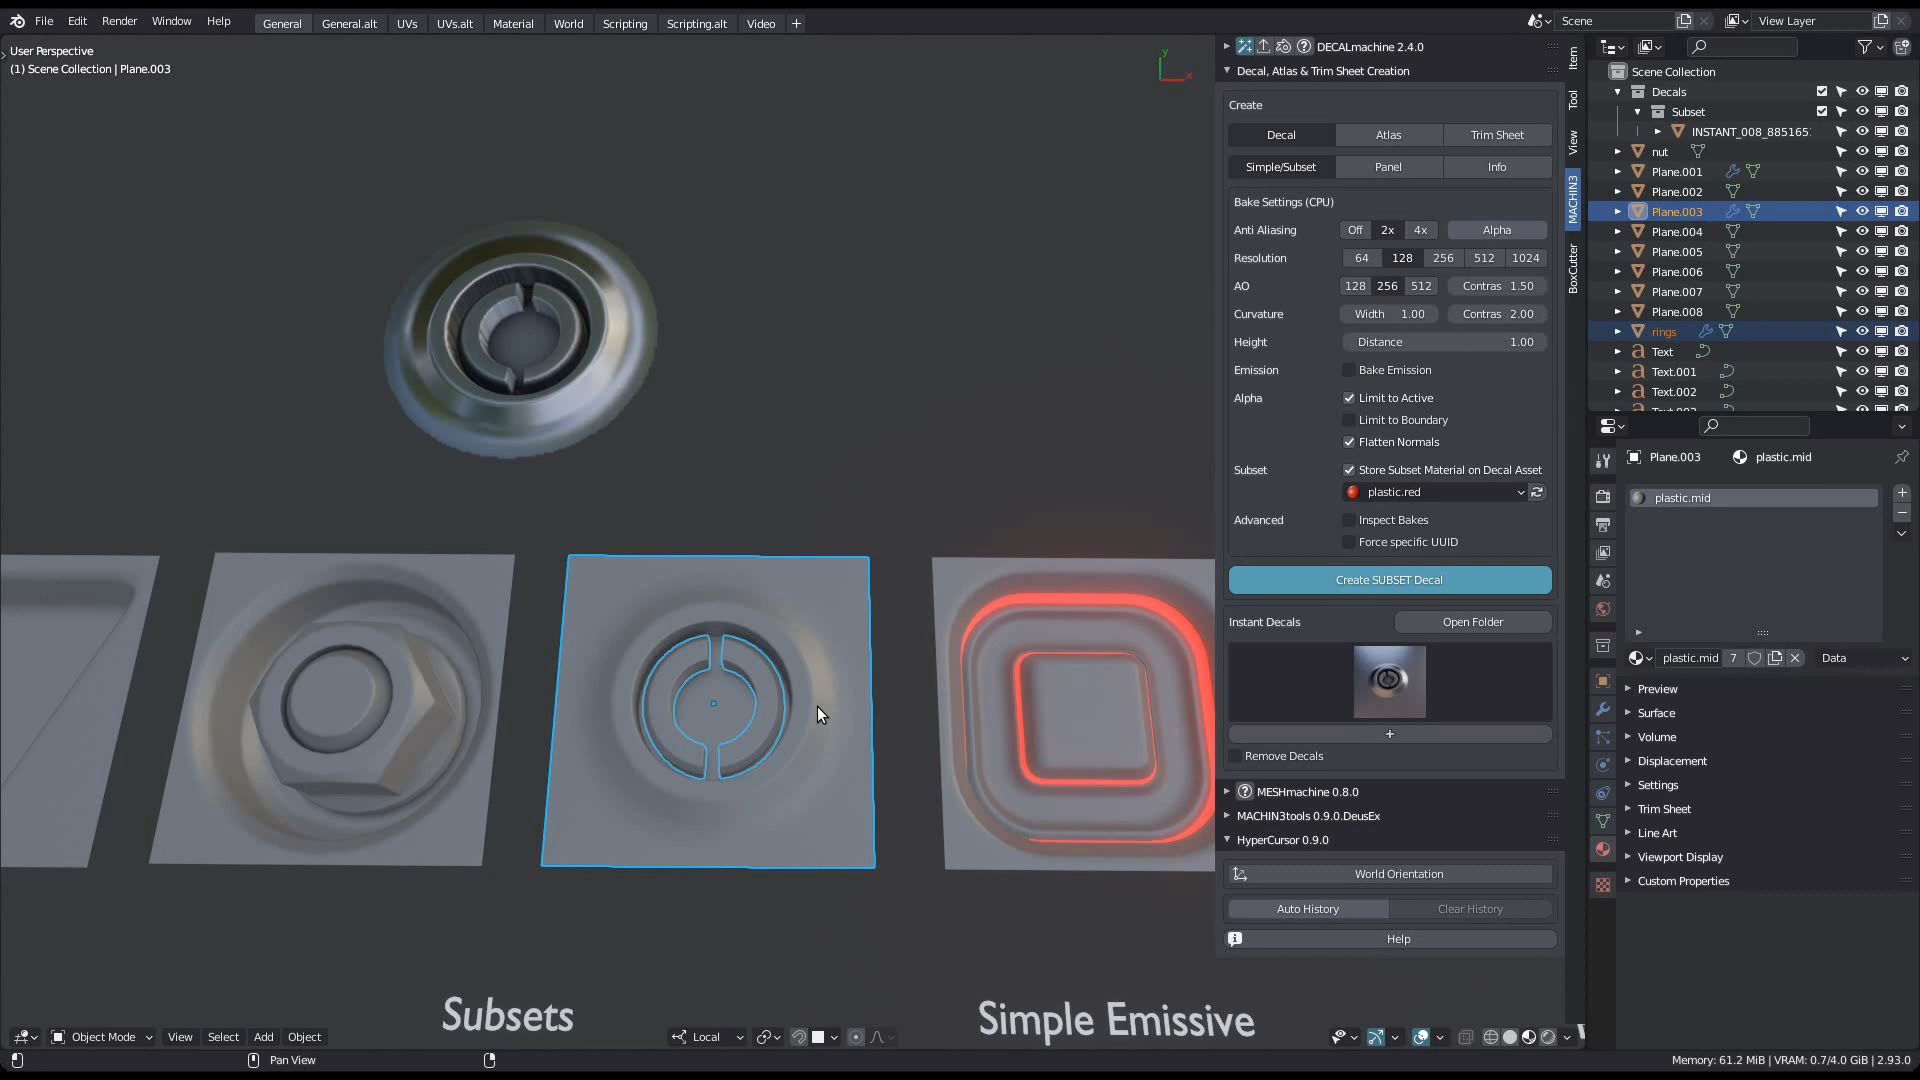 File Edit Render Window Help General General.alt UVs UVs.alt Material World Scripting Scripting.alt Video + Scene View Layer
User Perspective
(1) Scene Collection | Plane.003
y
x
DECALmachine 2.4.0
Decal, Atlas & Trim Sheet Creation
Create
Decal Atlas Trim Sheet
Simple/Subset Panel Info
Bake Settings (CPU)
Anti Aliasing Off 2x 4x Alpha
Resolution 64 128 256 512 1024
AO 128 256 512 Contras 1.50
Curvature Width 1.00 Contras 2.00
Height Distance 1.00
Emission Bake Emission
Alpha Limit to Active
Limit to Boundary
Flatten Normals
Subset Store Subset Material on Decal Asset
plastic.red
Advanced Inspect Bakes
Force specific UUID
Create SUBSET Decal
Instant Decals Open Folder
+
Remove Decals
MESHmachine 0.8.0
MACHIN3tools 0.9.0.DeusEx
HyperCursor 0.9.0
World Orientation
Auto History Clear History
Help
Item
Tool
View
MACHIN3
BoxCutter
Scene Collection
Decals
Subset
INSTANT_008_885165
nut
Plane.001
Plane.002
Plane.003
Plane.004
Plane.005
Plane.006
Plane.007
Plane.008
rings
Text
Text.001
Text.002
Plane.003 plastic.mid
plastic.mid
plastic.mid 7 Data
Preview
Surface
Volume
Displacement
Settings
Trim Sheet
Line Art
Viewport Display
Custom Properties
Subsets
Simple Emissive
Object Mode View Select Add Object Local
Pan View
Memory: 61.2 MiB | VRAM: 0.7/4.0 GiB | 2.93.0